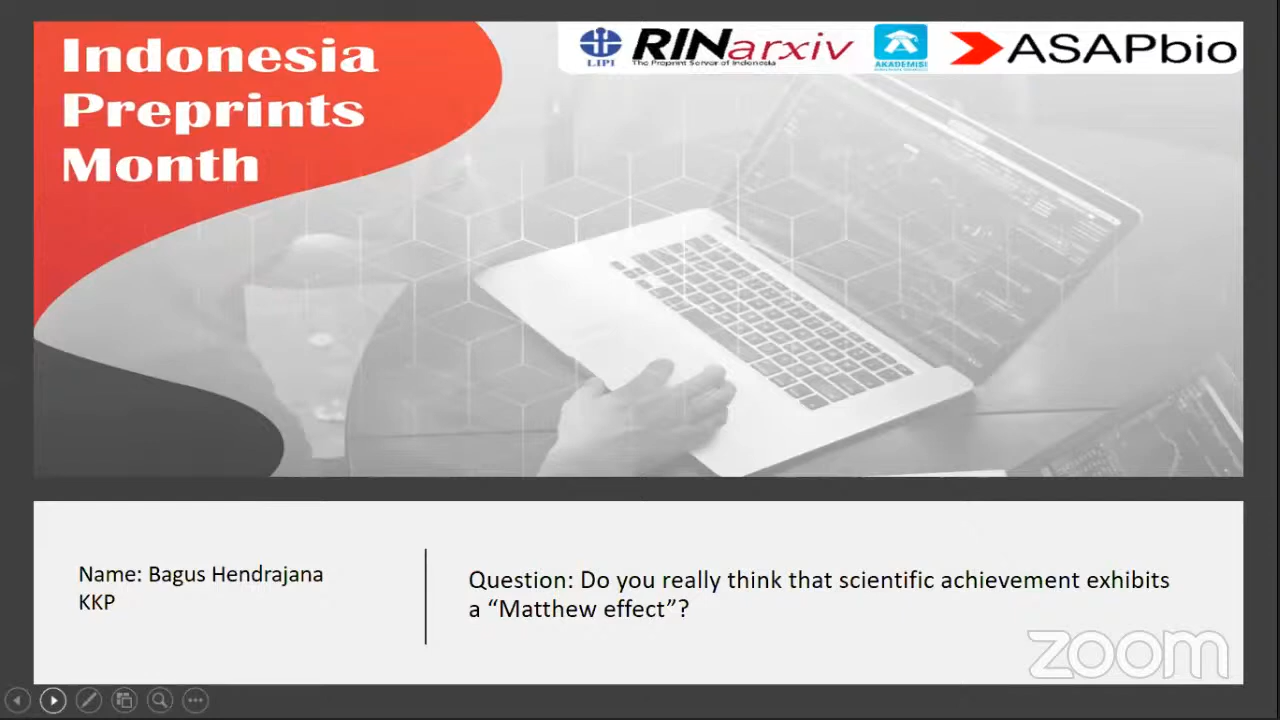 Indonesia
Preprints
Month
LIPI
RINarxiv
The Preprint Server of Indonesia
AKADEMISI
ASAPbio
Name: Bagus Hendrajana
KKP
Question: Do you really think that scientific achievement exhibits
a “Matthew effect”?
zoom